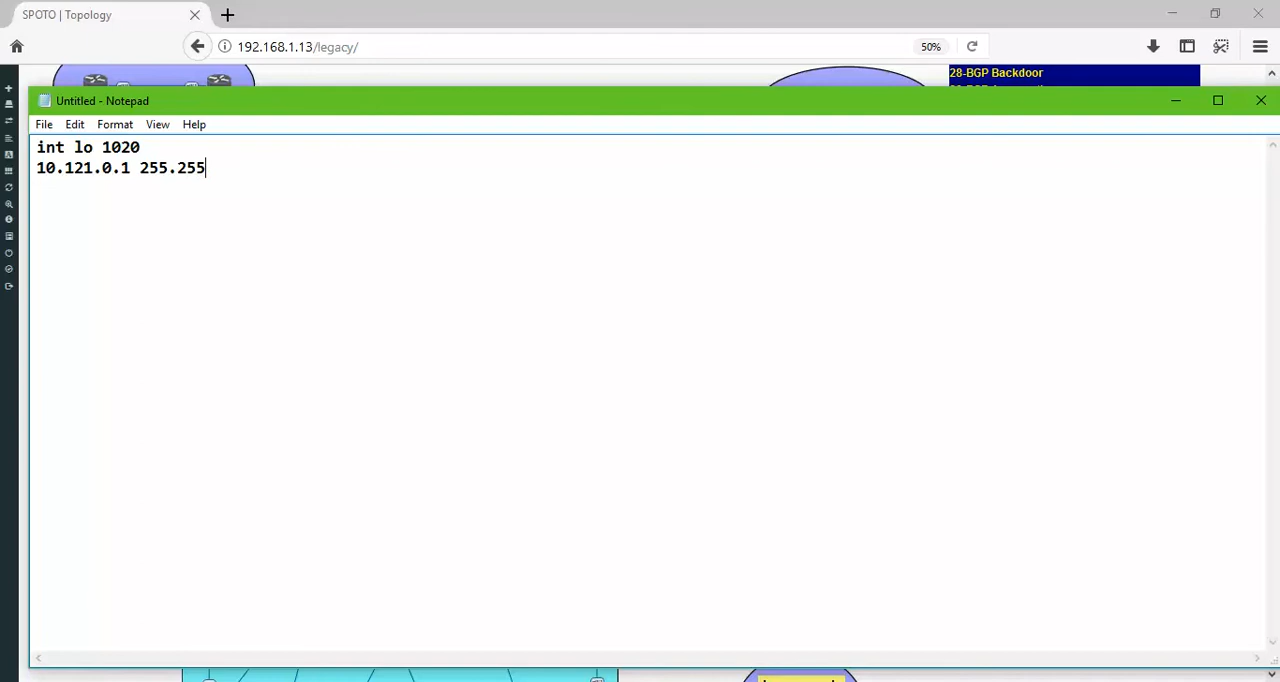 SPOTO | Topology
192.168.1.13/legacy/
50%
28-BGP Backdoor
Untitled - Notepad
File Edit Format View Help
int lo 1020
10.121.0.1 255.255